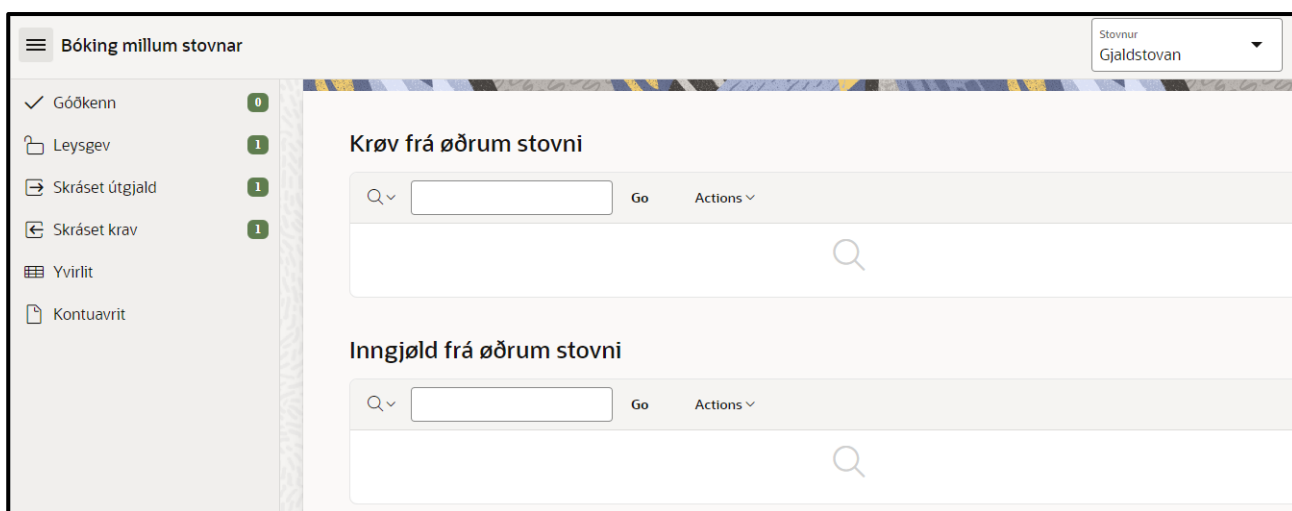 Bóking millum stovnar
Stovnur
Gjaldstovan
Góðkenn 0
Leysgev 1
Skráset útgjald 1
Skráset krav 1
Yvirlit
Kontuavrit
Krøv frá øðrum stovni
Go Actions
Inngjøld frá øðrum stovni
Go Actions